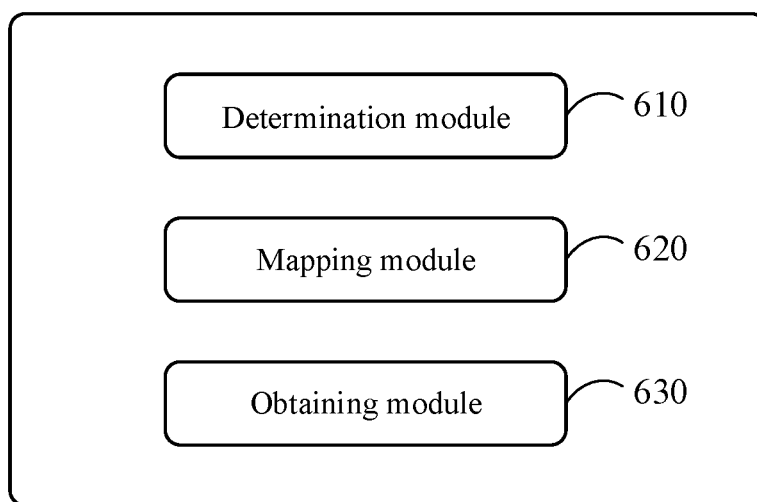 Determination module 610
Mapping module 620
Obtaining module 630